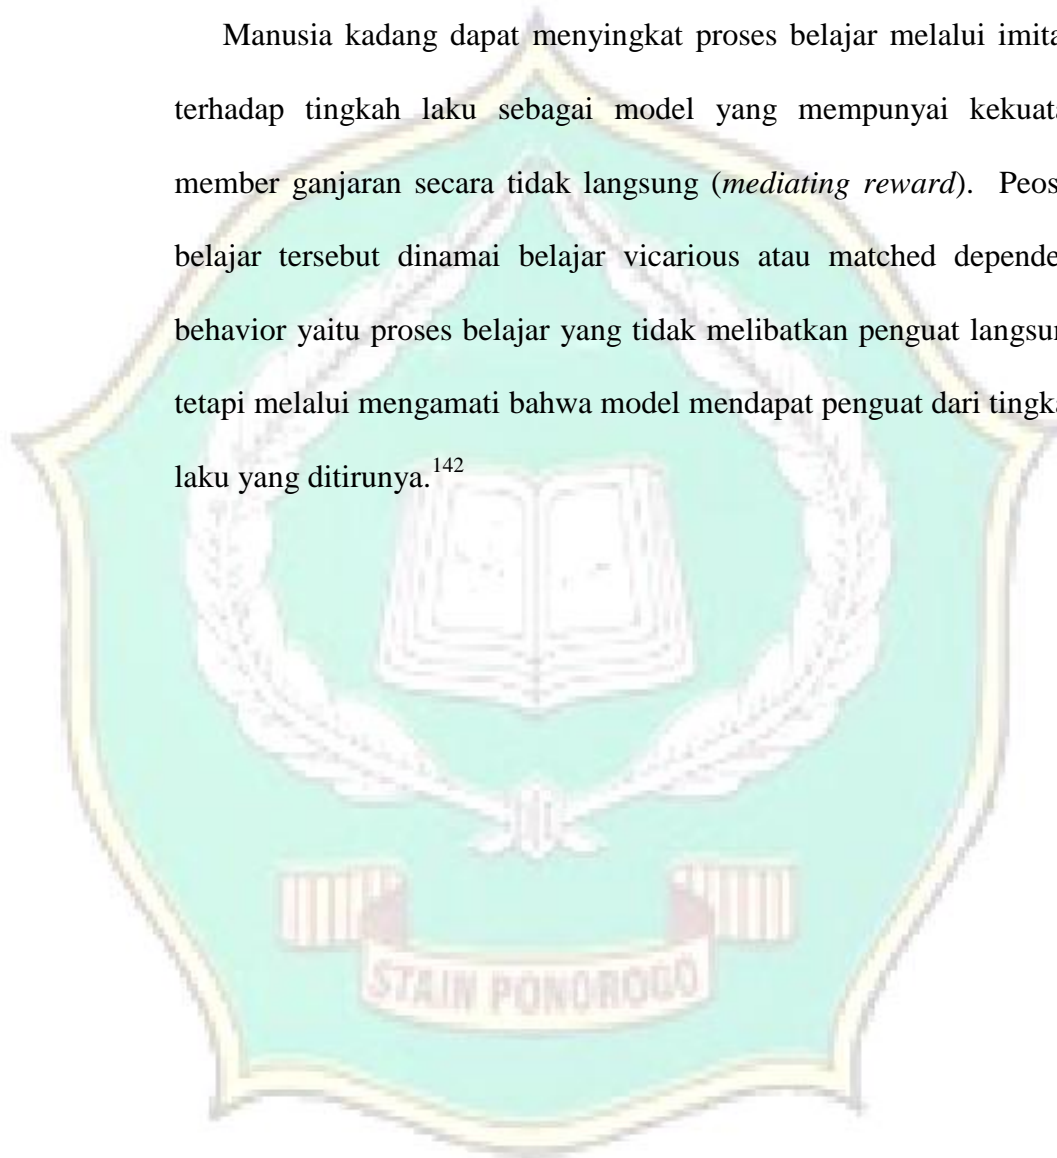 Manusia kadang dapat menyingkat proses belajar melalui imita
terhadap tingkah laku sebagai model yang mempunyai kekuata
member ganjaran secara tidak langsung (mediating reward). Peos
belajar tersebut dinamai belajar vicarious atau matched depende
behavior yaitu proses belajar yang tidak melibatkan penguat langsun
tetapi melalui mengamati bahwa model mendapat penguat dari tingka
laku yang ditirunya.142
STAIN PONOROGO